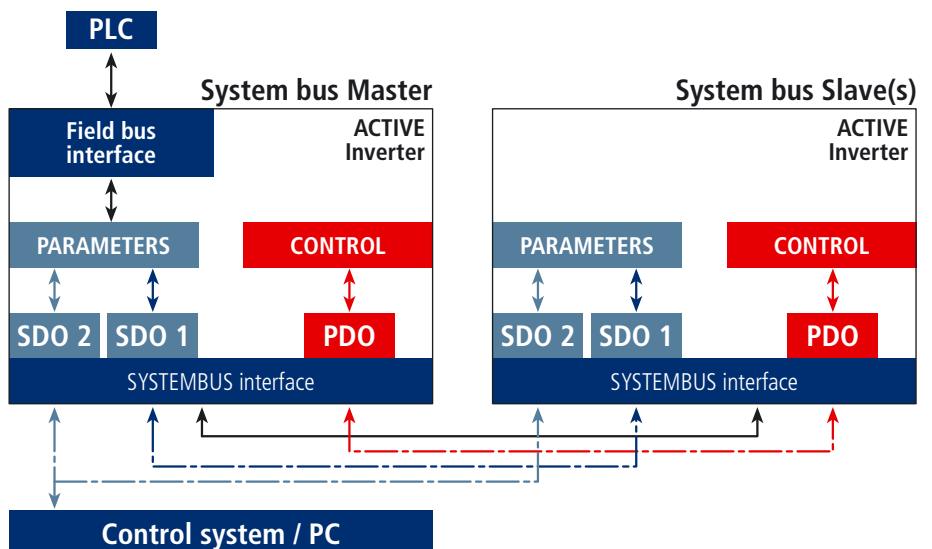 PLC
System bus Master
System bus Slave(s)
Field bus
interface
ACTIVE
Inverter
ACTIVE
Inverter
PARAMETERS
CONTROL
PARAMETERS
CONTROL
SDO 2
SDO 1
PDO
SDO 2
SDO 1
PDO
SYSTEMBUS interface
SYSTEMBUS interface
Control system / PC